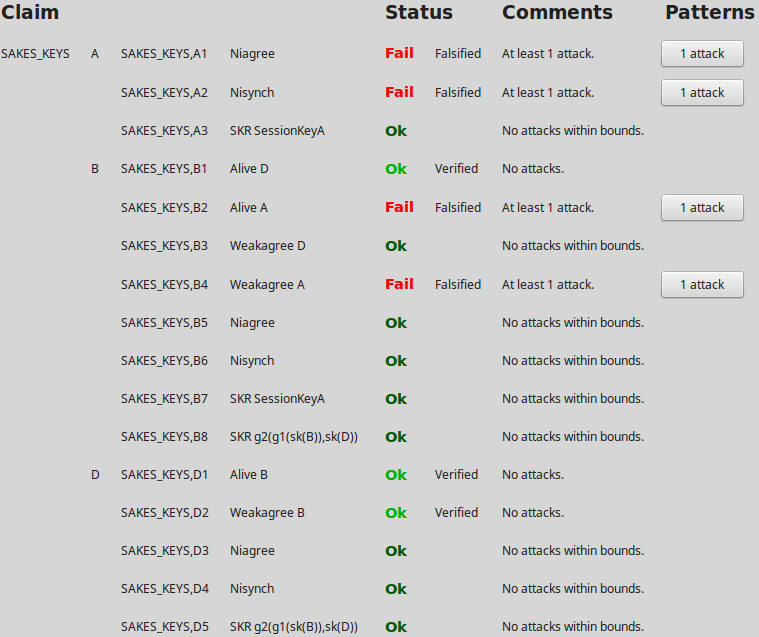 Claim Status Comments Patterns
SAKES_KEYS A SAKES_KEYS,A1 Niagree Fail Falsified At least 1 attack. 1 attack
SAKES_KEYS,A2 Nisynch Fail Falsified At least 1 attack. 1 attack
SAKES_KEYS,A3 SKR SessionKeyA Ok No attacks within bounds.
B SAKES_KEYS,B1 Alive D Ok Verified No attacks.
SAKES_KEYS,B2 Alive A Fail Falsified At least 1 attack. 1 attack
SAKES_KEYS,B3 Weakagree D Ok No attacks within bounds.
SAKES_KEYS,B4 Weakagree A Fail Falsified At least 1 attack. 1 attack
SAKES_KEYS,B5 Niagree Ok No attacks within bounds.
SAKES_KEYS,B6 Nisynch Ok No attacks within bounds.
SAKES_KEYS,B7 SKR SessionKeyA Ok No attacks within bounds.
SAKES_KEYS,B8 SKR g2(g1(sk(B)),sk(D)) Ok No attacks within bounds.
D SAKES_KEYS,D1 Alive B Ok Verified No attacks.
SAKES_KEYS,D2 Weakagree B Ok Verified No attacks.
SAKES_KEYS,D3 Niagree Ok No attacks within bounds.
SAKES_KEYS,D4 Nisynch Ok No attacks within bounds.
SAKES_KEYS,D5 SKR g2(g1(sk(B)),sk(D)) Ok No attacks within bounds.